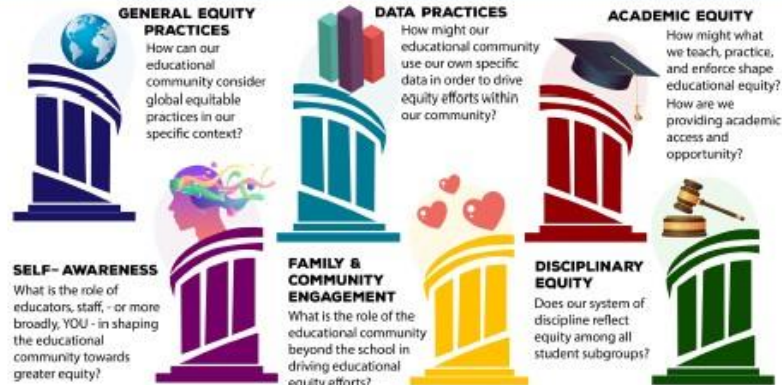 GENERAL EQUITY
PRACTICES
How can our
educational
community consider
global equitable
practices in our
specific context?
DATA PRACTICES
How might our
educational community
use our own specific
data in order to drive
equity efforts within
our community?
ACADEMIC EQUITY
How might what
we teach, practice,
and enforce shape
educational equity?
How are we
providing academic
access and
opportunity?
SELF- AWARENESS
What is the role of
educators, staff, - or more
broadly, YOU - in shaping
the educational
community towards
greater equity?
FAMILY &
COMMUNITY
ENGAGEMENT
What is the role of the
educational community
beyond the school in
driving educational
equity efforts?
DISCIPLINARY
EQUITY
Does our system of
discipline reflect
equity among all
student subgroups?